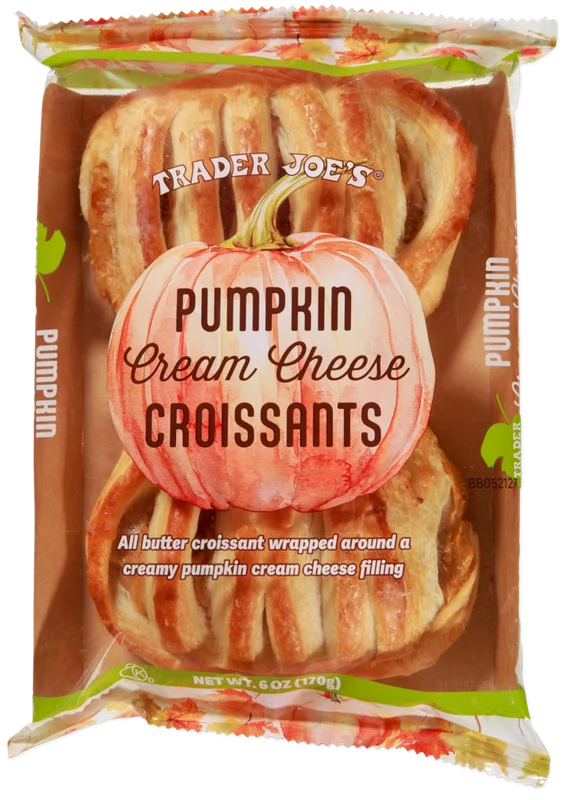 TRADER JOE'S®
PUMPKIN
Cream Cheese
CROISSANTS
All butter croissant wrapped around a
creamy pumpkin cream cheese filling
NET WT. 6 OZ (170g)
K D
PUMPKIN
PUMPKIN
TRADER
BB052127